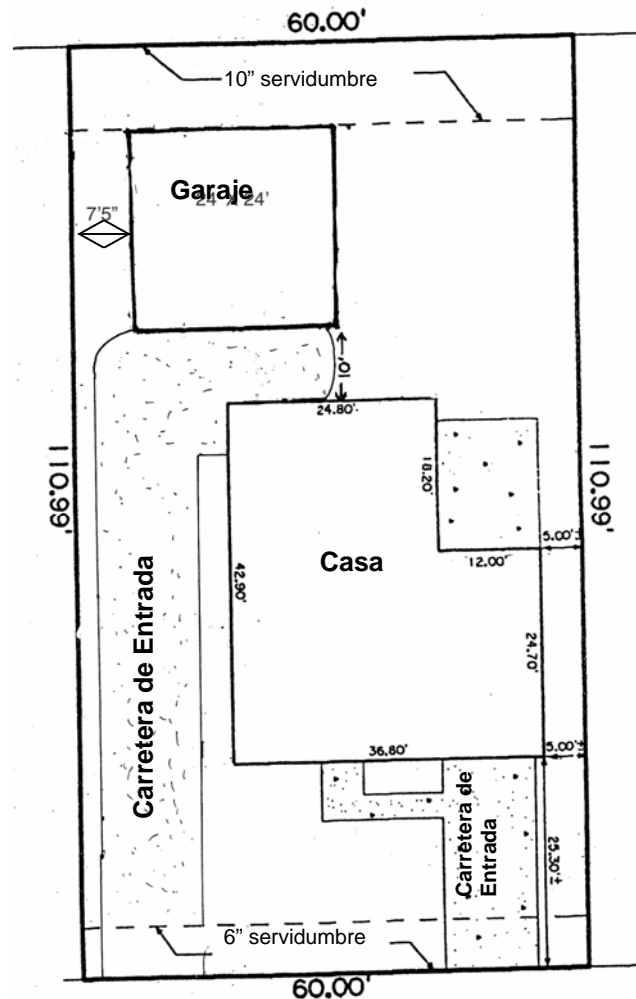 60.00'
10" servidumbre
Garaje
24' X 24'
7'5"
10'
24.80'
18.20'
110.99'
110.99'
5.00'±
12.00'
Casa
42.90'
Carretera de Entrada
24.70'
36.80'
5.00'±
Carretera de
Entrada
25.30'±
6" servidumbre
60.00'